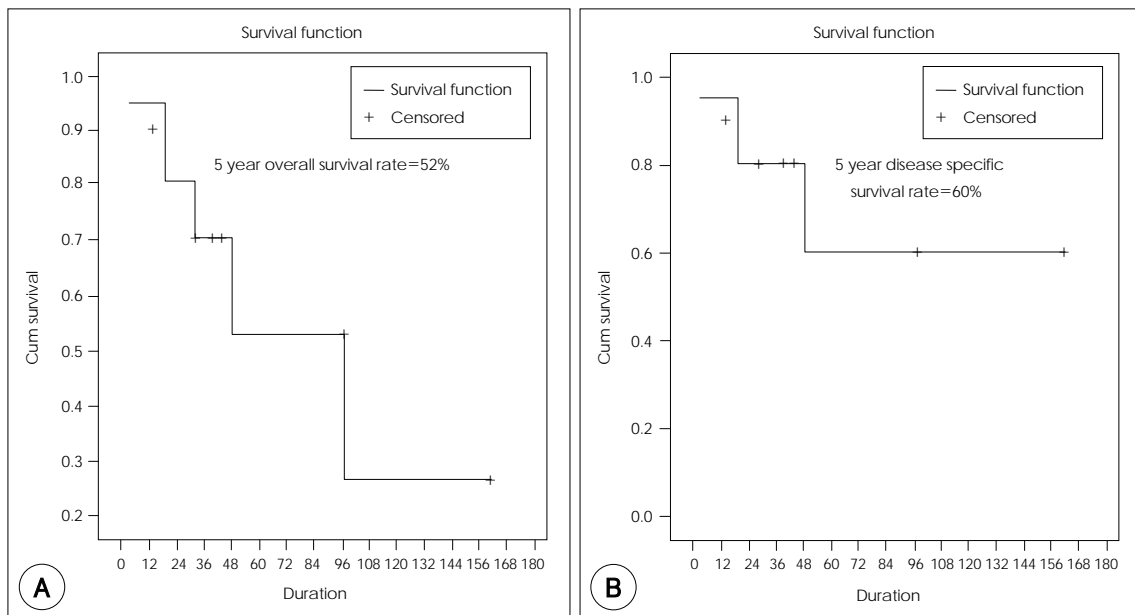 Survival function
Survival function
Censored
5 year overall survival rate=52%
Cum survival
1.0
0.9
0.8
0.7
0.6
0.5
0.4
0.3
0.2
0 12 24 36 48 60 72 84 96 108 120 132 144 156 168 180
Duration
A
Survival function
Survival function
Censored
5 year disease specific
survival rate=60%
Cum survival
1.0
0.8
0.6
0.4
0.2
0.0
0 12 24 36 48 60 72 84 96 108 120 132 144 156 168 180
Duration
B